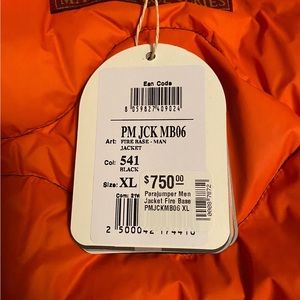 Ean Code
8 059827 409024
PM JCK MB06
Art: FIRE BASE - MAN
JACKET
Col: 541
BLACK
Size: XL
$750.00
Parajumper Men
Jacket Fire Base
PMJCKMB06 XL